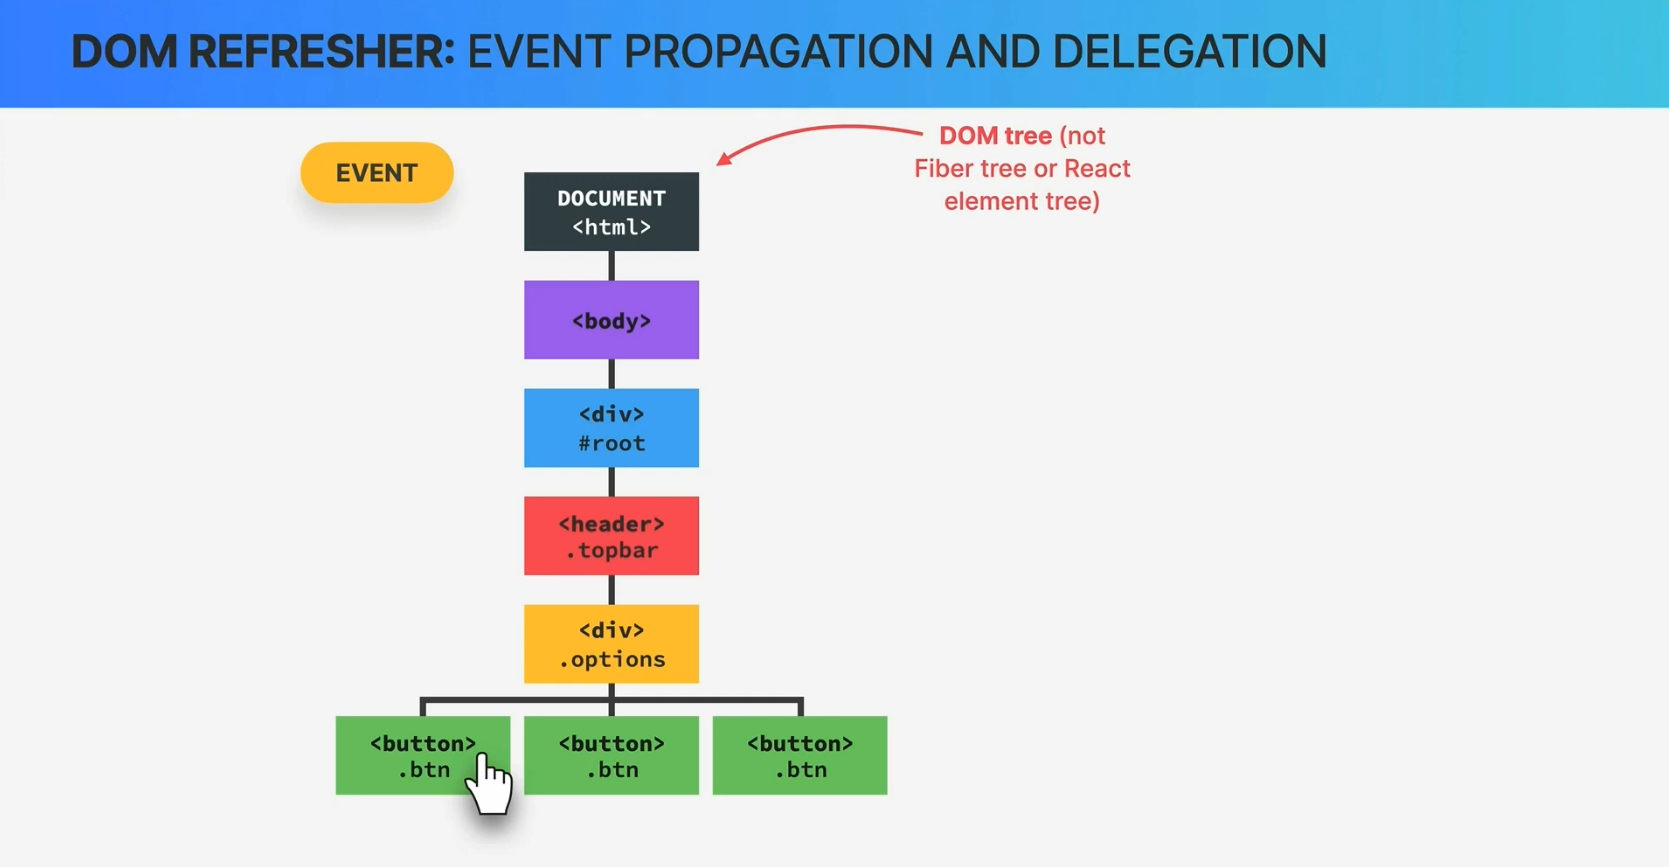 DOM REFRESHER: EVENT PROPAGATION AND DELEGATION
EVENT
DOM tree (not
Fiber tree or React
element tree)
DOCUMENT
<html>
<body>
<div>
#root
<header>
.topbar
<div>
.options
<button>
.btn
<button>
.btn
<button>
.btn